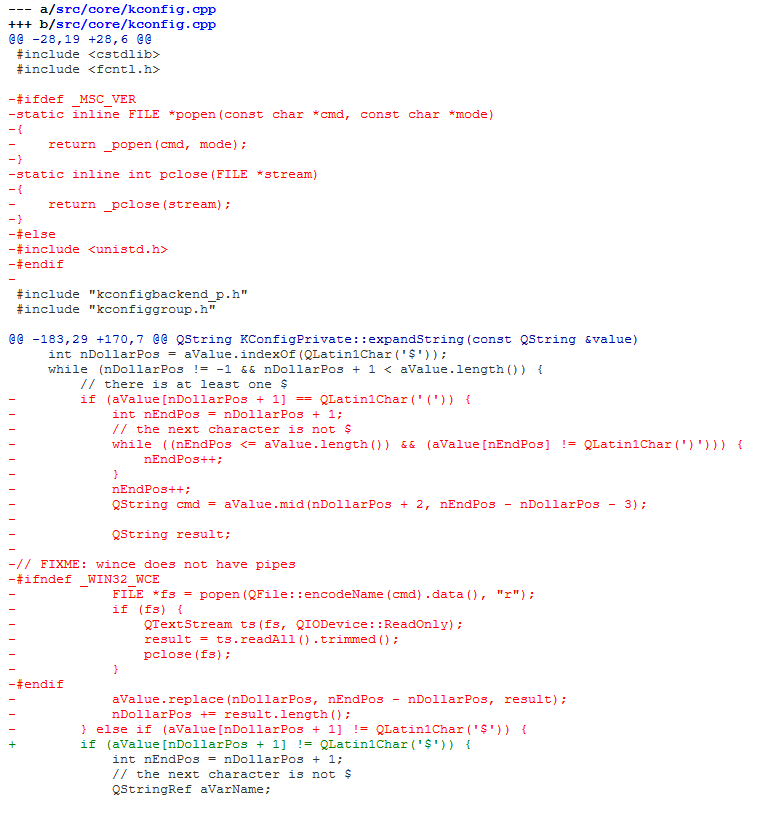 --- a/src/core/kconfig.cpp
+++ b/src/core/kconfig.cpp
@@ -28,19 +28,6 @@
 #include <cstdlib>
 #include <fcntl.h>

-#ifdef _MSC_VER
-static inline FILE *popen(const char *cmd, const char *mode)
-{
-    return _popen(cmd, mode);
-}
-static inline int pclose(FILE *stream)
-{
-    return _pclose(stream);
-}
-#else
-#include <unistd.h>
-#endif
-
 #include "kconfigbackend_p.h"
 #include "kconfiggroup.h"

@@ -183,29 +170,7 @@ QString KConfigPrivate::expandString(const QString &value)
     int nDollarPos = aValue.indexOf(QLatin1Char('$'));
     while (nDollarPos != -1 && nDollarPos + 1 < aValue.length()) {
         // there is at least one $
-        if (aValue[nDollarPos + 1] == QLatin1Char('(')) {
-            int nEndPos = nDollarPos + 1;
-            // the next character is not $
-            while ((nEndPos <= aValue.length()) && (aValue[nEndPos] != QLatin1Char(')'))) {
-                nEndPos++;
-            }
-            nEndPos++;
-            QString cmd = aValue.mid(nDollarPos + 2, nEndPos - nDollarPos - 3);
-
-            QString result;
-
-// FIXME: wince does not have pipes
-#ifndef _WIN32_WCE
-            FILE *fs = popen(QFile::encodeName(cmd).data(), "r");
-            if (fs) {
-                QTextStream ts(fs, QIODevice::ReadOnly);
-                result = ts.readAll().trimmed();
-                pclose(fs);
-            }
-#endif
-            aValue.replace(nDollarPos, nEndPos - nDollarPos, result);
-            nDollarPos += result.length();
-        } else if (aValue[nDollarPos + 1] != QLatin1Char('$')) {
+        if (aValue[nDollarPos + 1] != QLatin1Char('$')) {
             int nEndPos = nDollarPos + 1;
             // the next character is not $
             QStringRef aVarName;